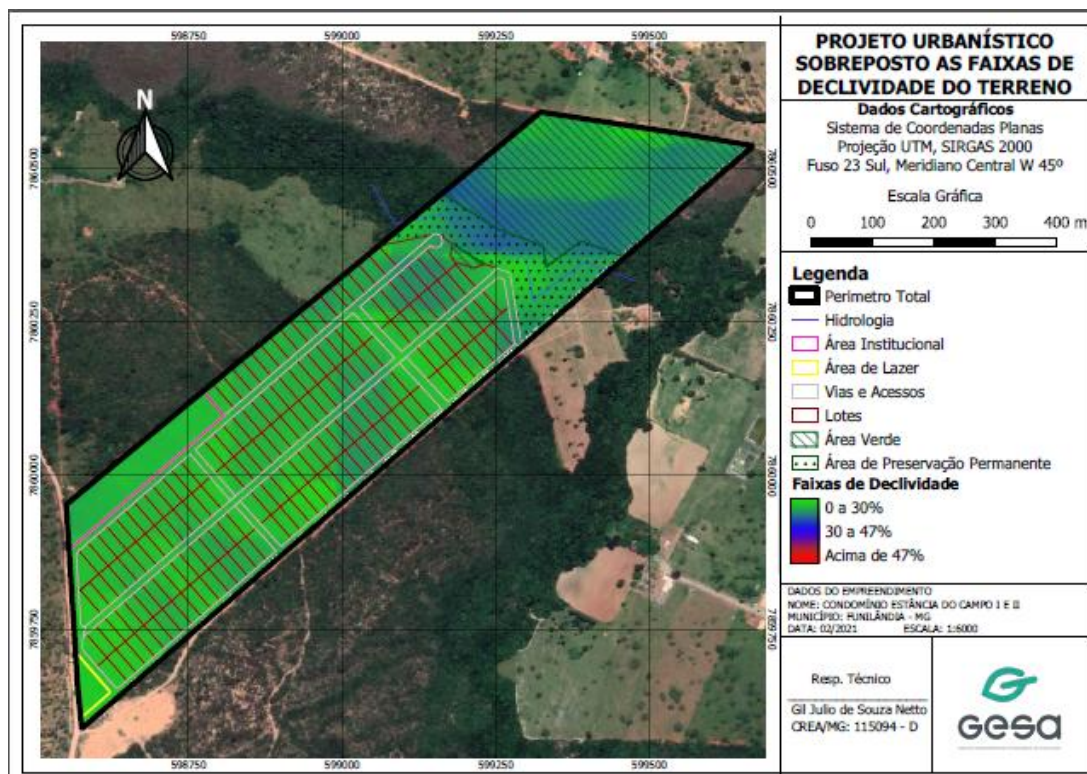 598750 599000 599250 599500
N
7860500
7860250
7860000
7859750
7860500
7860250
7860000
7859750
598750 599000 599250 599500
PROJETO URBANÍSTICO
SOBREPOSTO AS FAIXAS DE
DECLIVIDADE DO TERRENO
Dados Cartográficos
Sistema de Coordenadas Planas
Projeção UTM, SIRGAS 2000
Fuso 23 Sul, Meridiano Central W 45º
Escala Gráfica
0 100 200 300 400 m
Legenda
Perimetro Total
Hidrologia
Área Institucional
Área de Lazer
Vias e Acessos
Lotes
Área Verde
Área de Preservação Permanente
Faixas de Declividade
0 a 30%
30 a 47%
Acima de 47%
DADOS DO EMPREENDIMENTO
NOME: CONDOMÍNIO ESTÂNCIA DO CAMPO I E II
MUNICÍPIO: FUNILÂNDIA - MG
DATA: 02/2021 ESCALA: 1:6000
Resp. Técnico
Gil Julio de Souza Netto
CREA/MG: 115094 - D
GESA